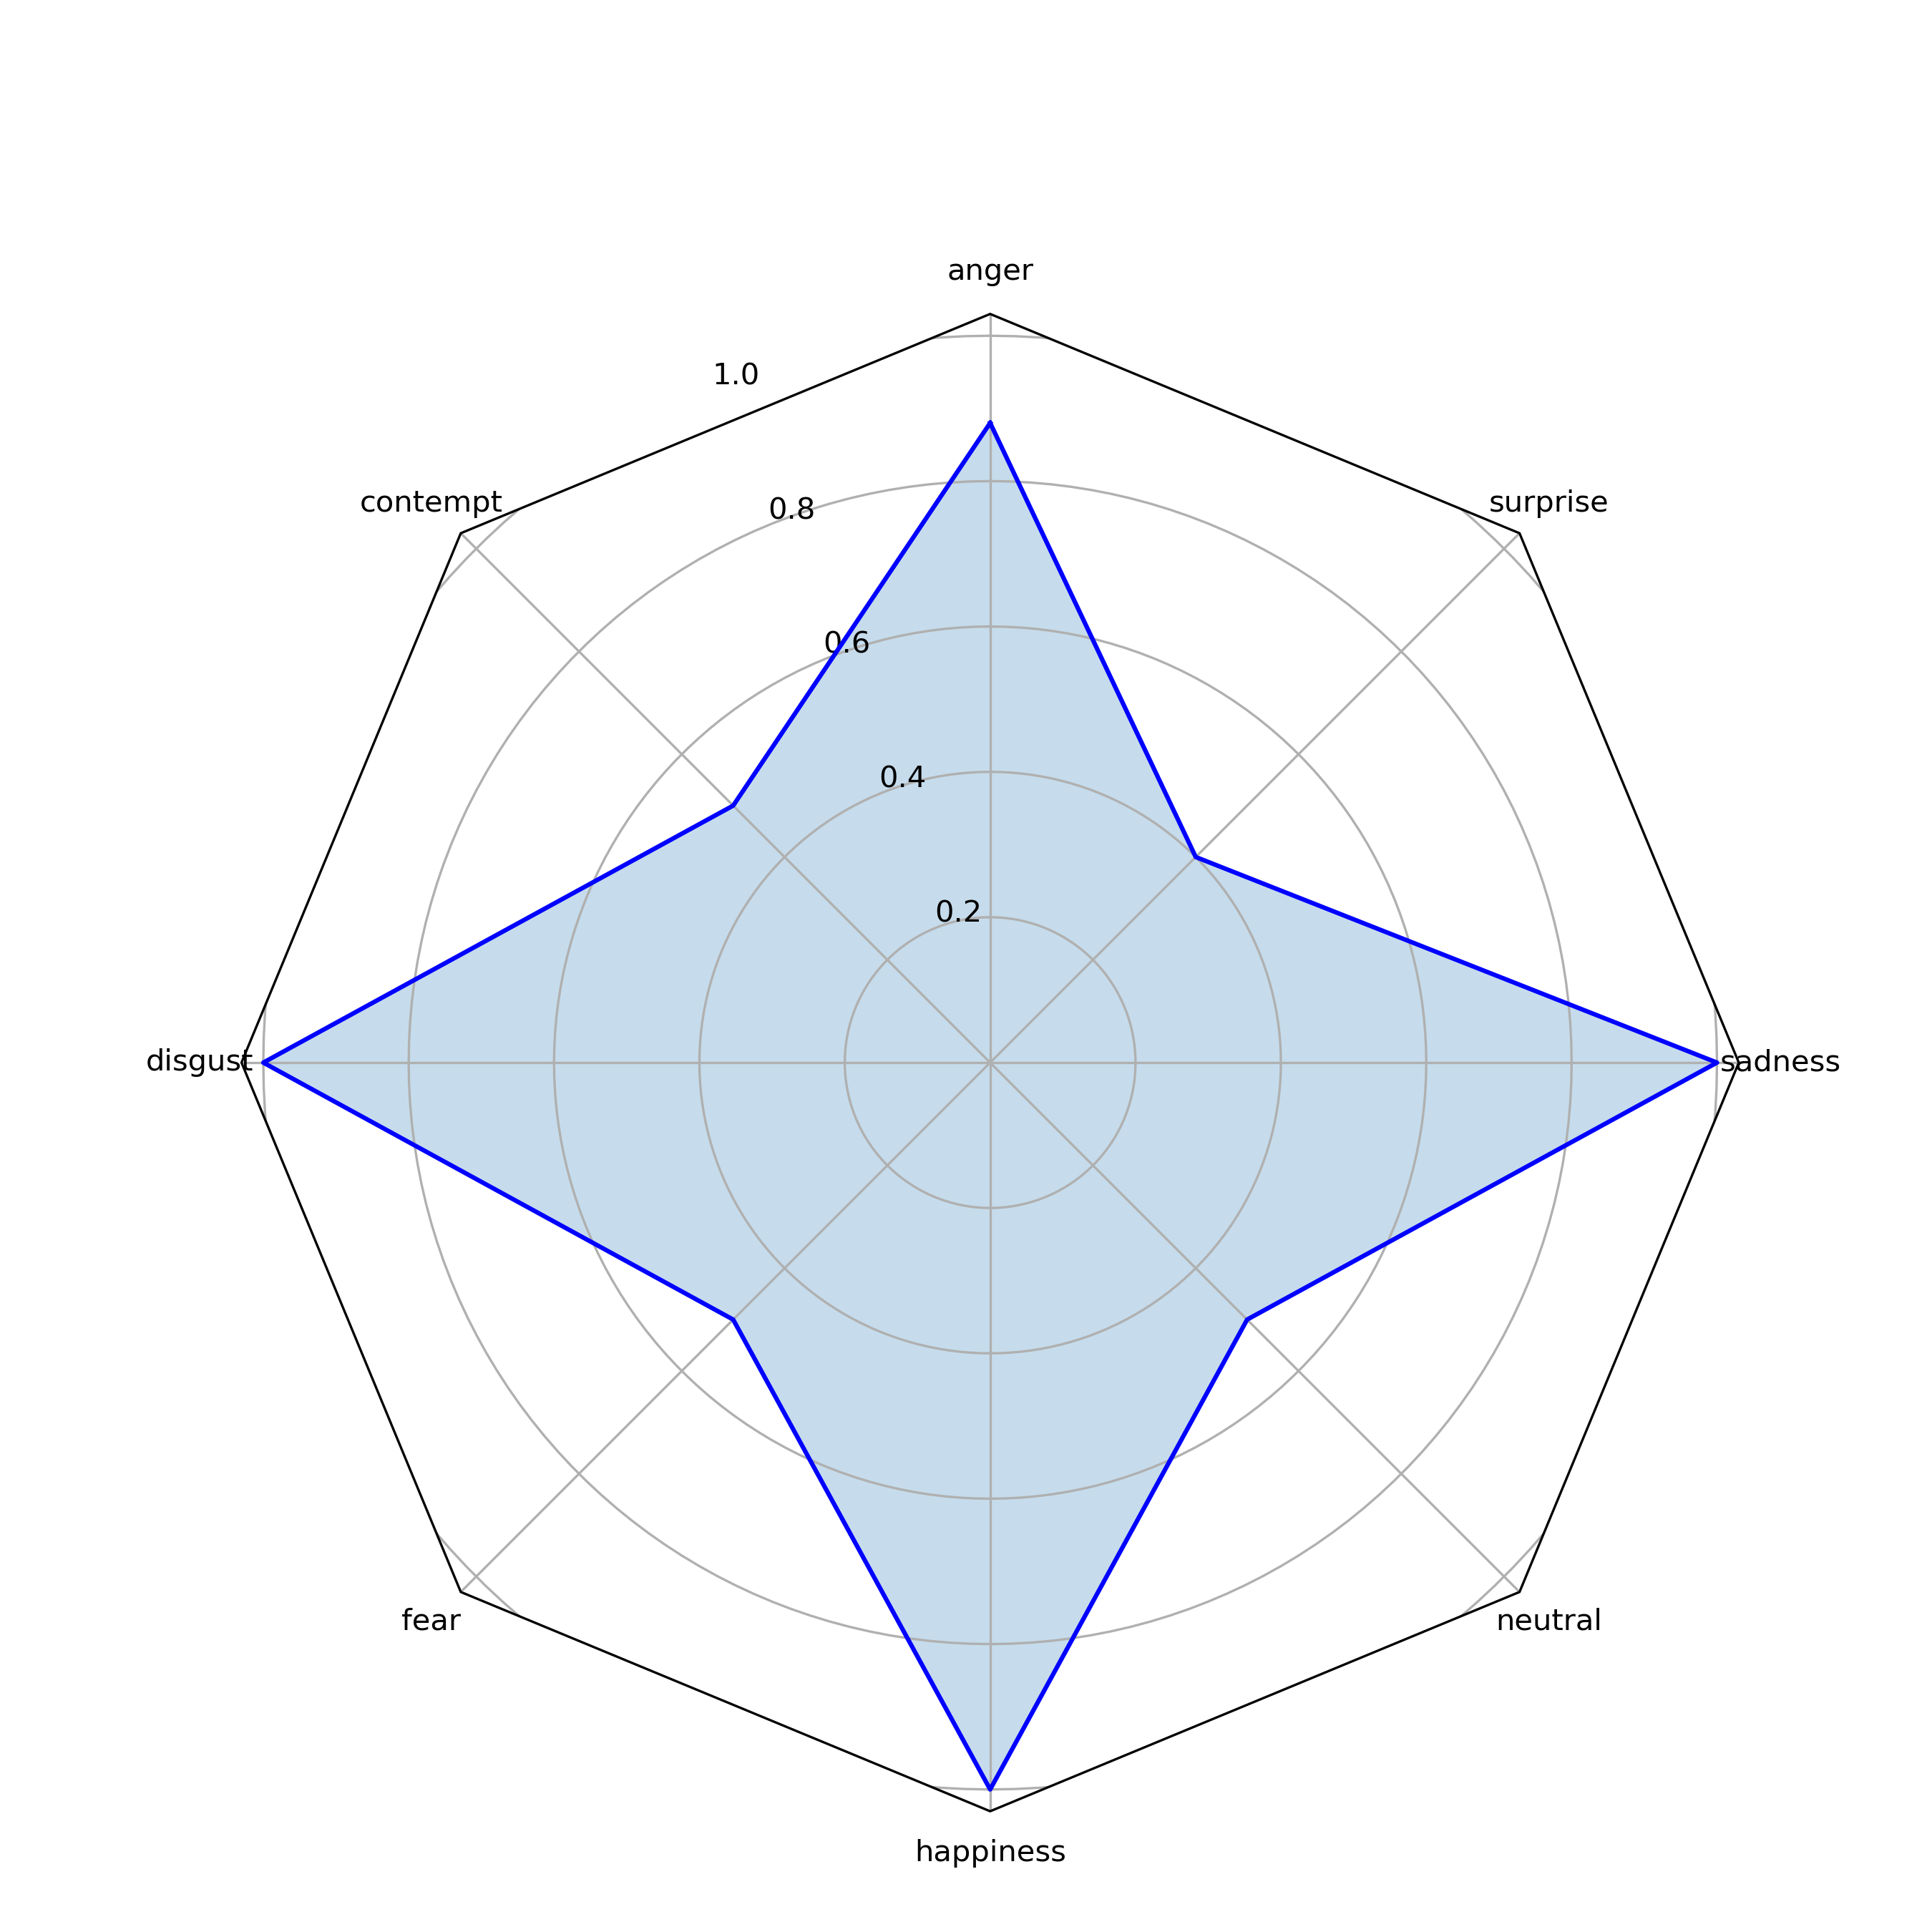 anger
1.0
contempt
surprise
0.8
0.6
0.4
0.2
disgust
sadness
fear
neutral
happiness